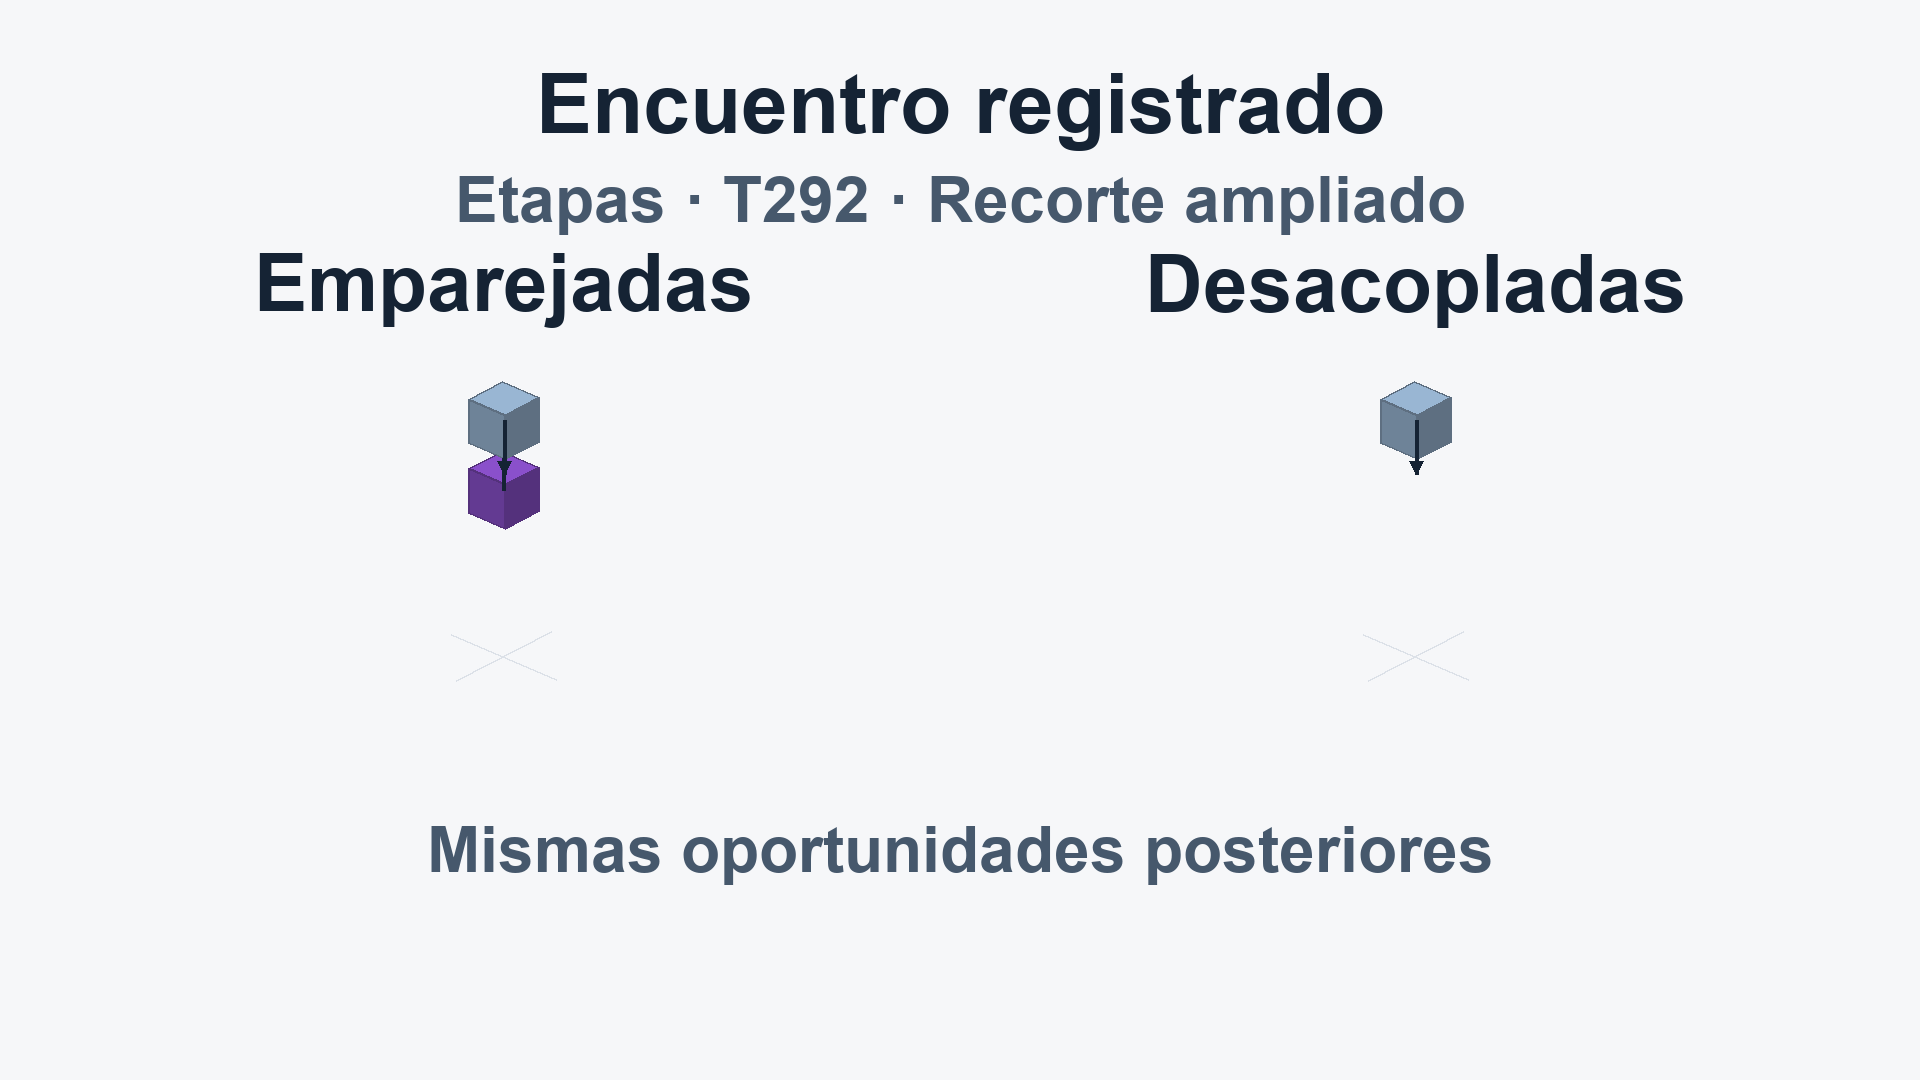 Encuentro registrado
Etapas · T292 · Recorte ampliado
Emparejadas
Desacopladas
Mismas oportunidades posteriores